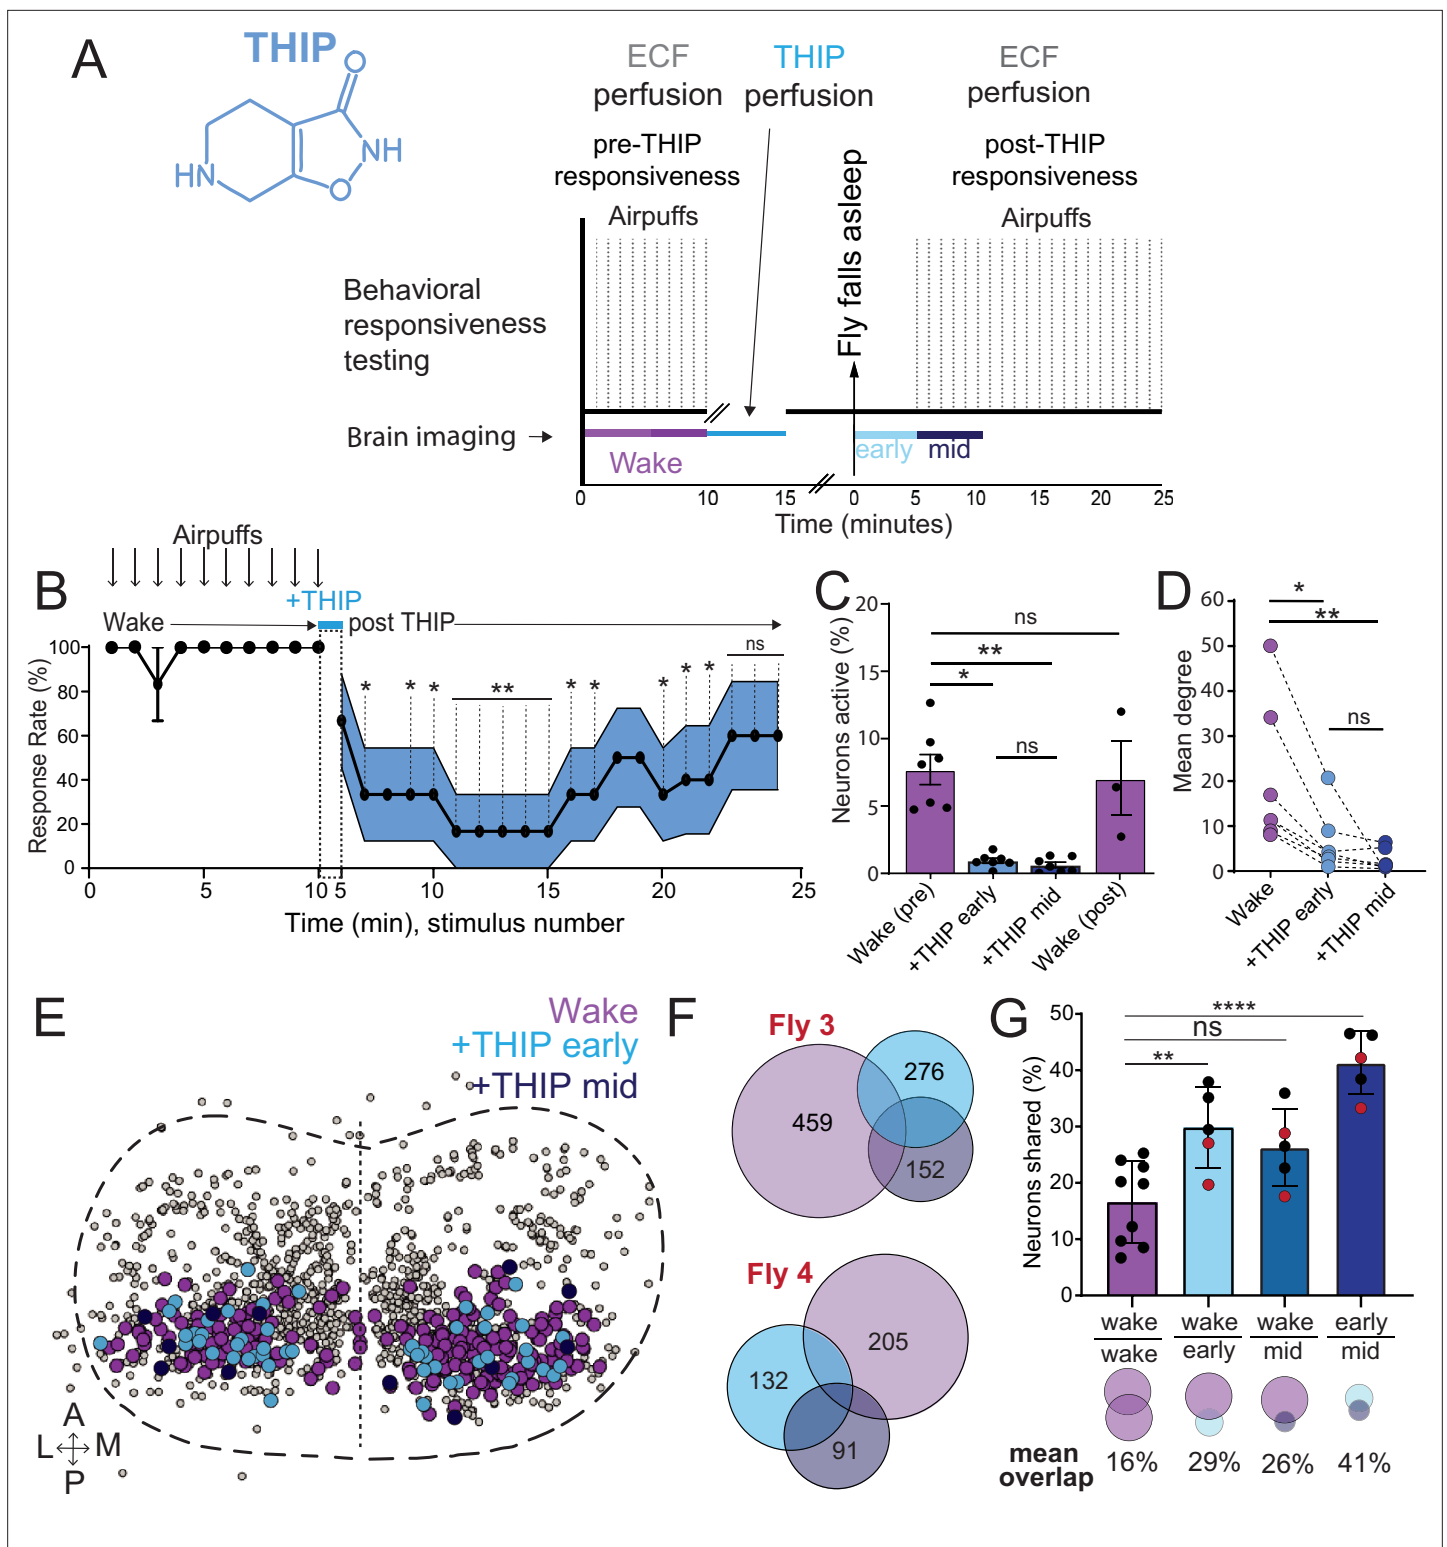 A
THIP
O
NH
O
HN
ECF
perfusion
THIP
perfusion
ECF
perfusion
pre-THIP
responsiveness
post-THIP
responsiveness
Airpuffs
Airpuffs
Fly falls asleep
Behavioral
responsiveness
testing
Brain imaging
Wake
early
mid
0 10 15 0 5 10 15 20 25
Time (minutes)
B
Airpuffs
+THIP
Wake
post THIP
Response Rate (%)
100
80
60
40
20
0
* * * ** * * * * * ns
0 5 10 5 10 15 20 25
Time (min), stimulus number
C
Neurons active (%)
20
15
10
5
0
ns
**
*
ns
Wake (pre)
+THIP early
+THIP mid
Wake (post)
D
Mean degree
60
50
40
30
20
10
0
*
**
ns
Wake
+THIP early
+THIP mid
E
Wake
+THIP early
+THIP mid
A
L M
P
F
Fly 3
459
276
152
Fly 4
132
205
91
G
Neurons shared (%)
50
40
30
20
10
0
****
ns
**
wake wake wake early
wake early mid mid
mean
overlap
16% 29% 26% 41%